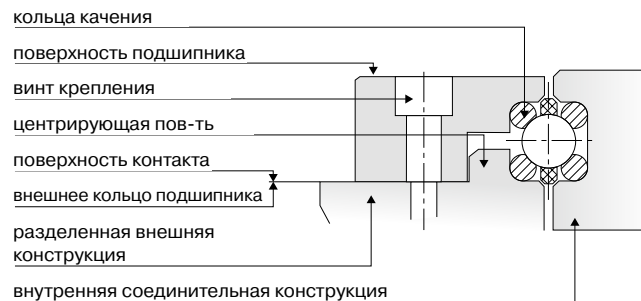 кольца качения
поверхность подшипника
винт крепления
центрирующая пов-ть
поверхность контакта
внешнее кольцо подшипника
разделенная внешняя
конструкция
внутренняя соединительная конструкция